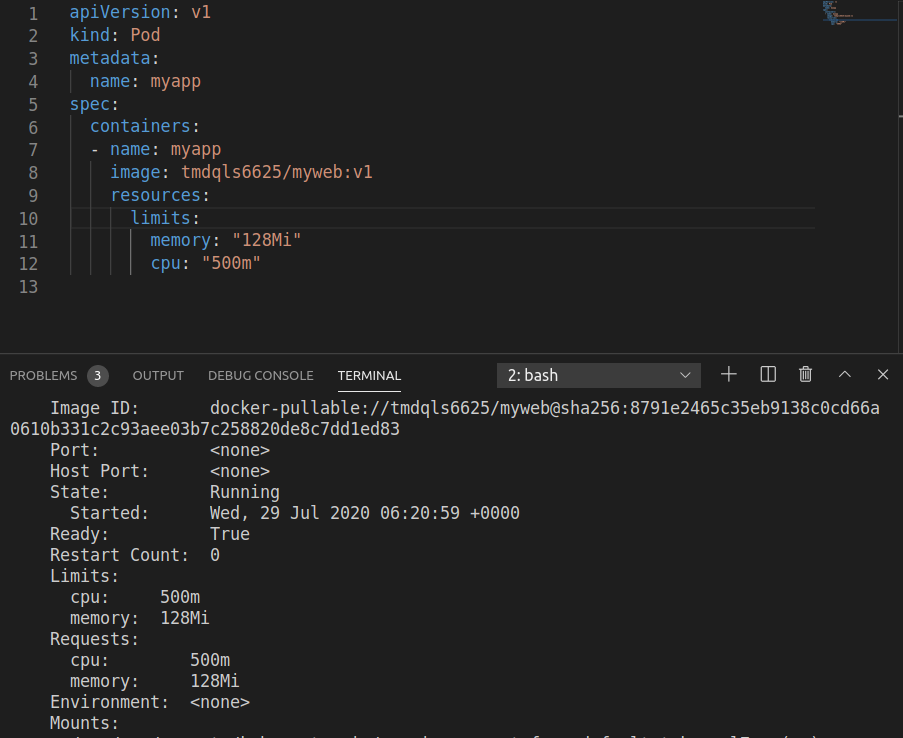 1 apiVersion: v1
2 kind: Pod
3 metadata:
4 name: myapp
5 spec:
6 containers:
7 - name: myapp
8 image: tmdqls6625/myweb:v1
9 resources:
10 limits:
11 memory: "128Mi"
12 cpu: "500m"
13
PROBLEMS 3 OUTPUT DEBUG CONSOLE TERMINAL 2: bash
Image ID: docker-pullable://tmdqls6625/myweb@sha256:8791e2465c35eb9138c0cd66a
0610b331c2c93aee03b7c258820de8c7dd1ed83
Port: <none>
Host Port: <none>
State: Running
Started: Wed, 29 Jul 2020 06:20:59 +0000
Ready: True
Restart Count: 0
Limits:
cpu: 500m
memory: 128Mi
Requests:
cpu: 500m
memory: 128Mi
Environment: <none>
Mounts: